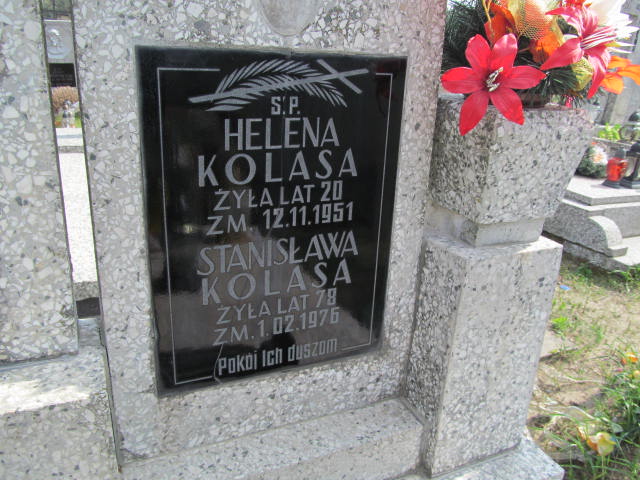 Ś.P.
HELENA
KOLASA
ŻYŁA LAT 20
ZM. 12.11.1951
STANISŁAWA
KOLASA
ŻYŁA LAT 78
ZM. 1.02.1976
Pokój Ich duszom